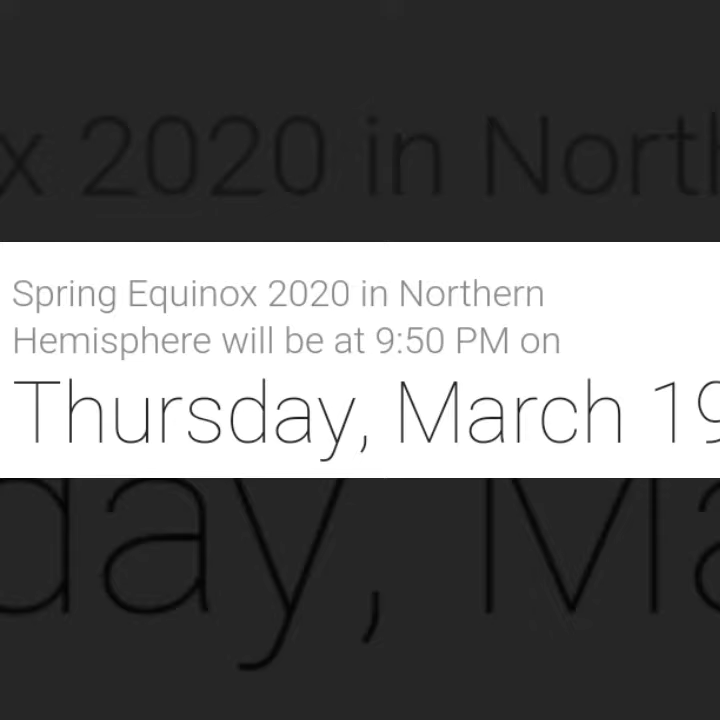 x 2020 in North
Spring Equinox 2020 in Northern
Hemisphere will be at 9:50 PM on
Thursday, March 19
day, Ma